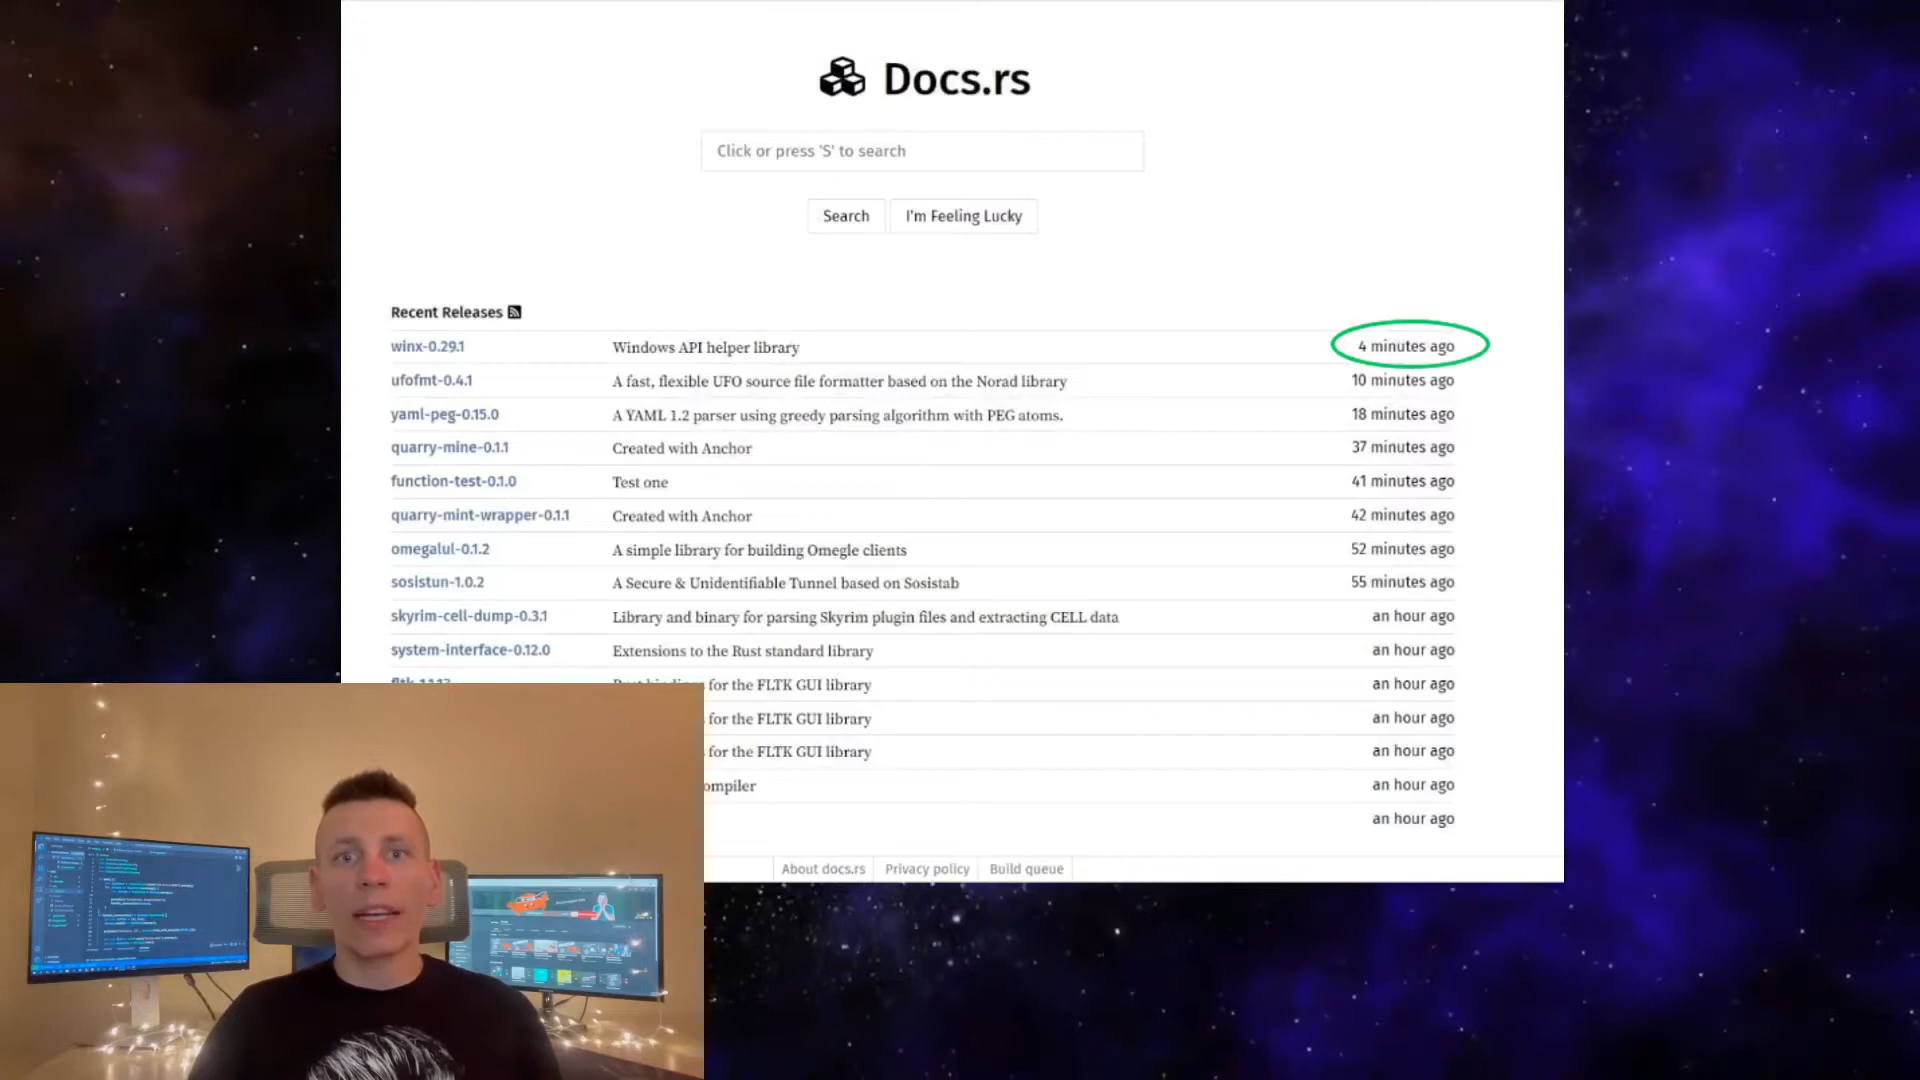 Docs.rs
Click or press 'S' to search
Search I'm Feeling Lucky
Recent Releases
winx-0.29.1 Windows API helper library 4 minutes ago
ufofmt-0.4.1 A fast, flexible UFO source file formatter based on the Norad library 10 minutes ago
yaml-peg-0.15.0 A YAML 1.2 parser using greedy parsing algorithm with PEG atoms. 18 minutes ago
quarry-mine-0.1.1 Created with Anchor 37 minutes ago
function-test-0.1.0 Test one 41 minutes ago
quarry-mint-wrapper-0.1.1 Created with Anchor 42 minutes ago
omegalul-0.1.2 A simple library for building Omegle clients 52 minutes ago
sosistun-1.0.2 A Secure & Unidentifiable Tunnel based on Sosistab 55 minutes ago
skyrim-cell-dump-0.3.1 Library and binary for parsing Skyrim plugin files and extracting CELL data an hour ago
system-interface-0.12.0 Extensions to the Rust standard library an hour ago
for the FLTK GUI library an hour ago
for the FLTK GUI library an hour ago
for the FLTK GUI library an hour ago
an hour ago
an hour ago
About docs.rs Privacy policy Build queue